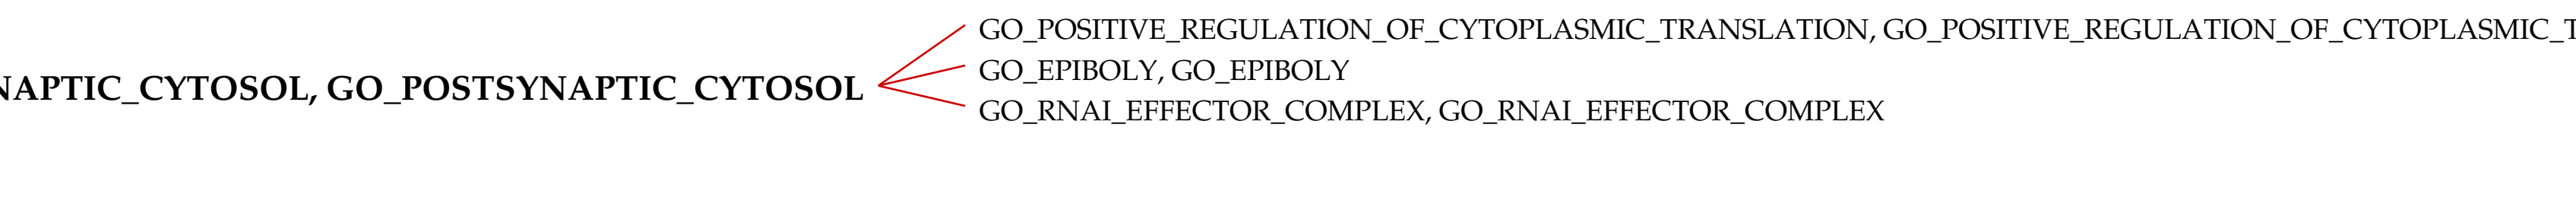 GO_POSITIVE_REGULATION_OF_CYTOPLASMIC_TRANSLATION, GO_POSITIVE_REGULATION_OF_CYTOPLASMIC_T
GO_EPIBOLY, GO_EPIBOLY
NAPTIC_CYTOSOL, GO_POSTSYNAPTIC_CYTOSOL
GO_RNAI_EFFECTOR_COMPLEX, GO_RNAI_EFFECTOR_COMPLEX